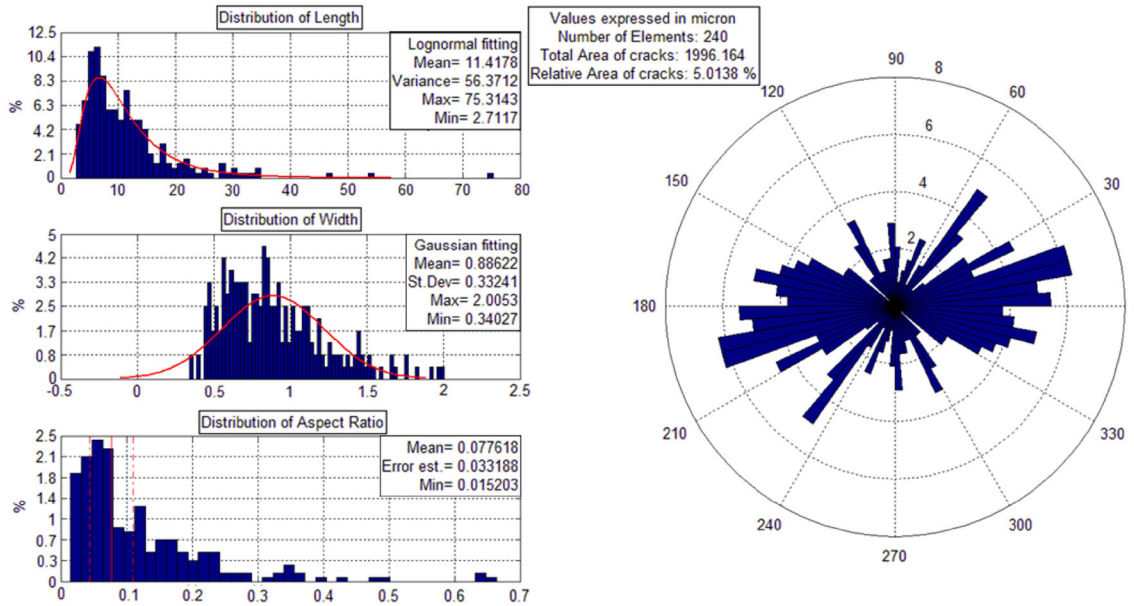 Distribution of Length
12.5
10.4
8.3
6.3
4.2
2.1
0
%
0 10 20 30 40 50 60 70 80
Lognormal fitting
Mean= 11.4178
Variance= 56.3712
Max= 75.3143
Min= 2.7117
Distribution of Width
5
4.2
3.3
2.5
1.7
0.8
0
%
-0.5 0 0.5 1 1.5 2 2.5
Gaussian fitting
Mean= 0.88622
St.Dev= 0.33241
Max= 2.0053
Min= 0.34027
Distribution of Aspect Ratio
2.5
2.1
1.8
1.4
1
0.7
0.3
0
%
0 0.1 0.2 0.3 0.4 0.5 0.6 0.7
Mean= 0.077618
Error est.= 0.033188
Min= 0.015203
Values expressed in micron
Number of Elements: 240
Total Area of cracks: 1996.164
Relative Area of cracks: 5.0138 %
90
8
120
60
6
4
150
30
2
180
0
210
330
240
300
270